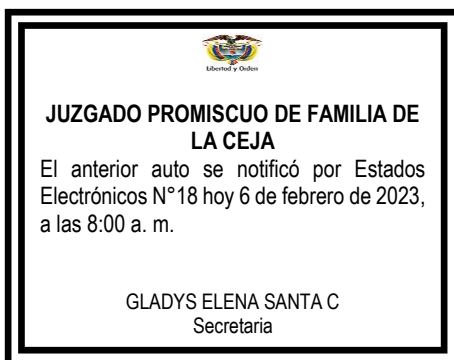 Libertad y Orden
JUZGADO PROMISCUO DE FAMILIA DE
LA CEJA
El anterior auto se notificó por Estados
Electrónicos N°18 hoy 6 de febrero de 2023,
a las 8:00 a. m.
GLADYS ELENA SANTA C
Secretaria